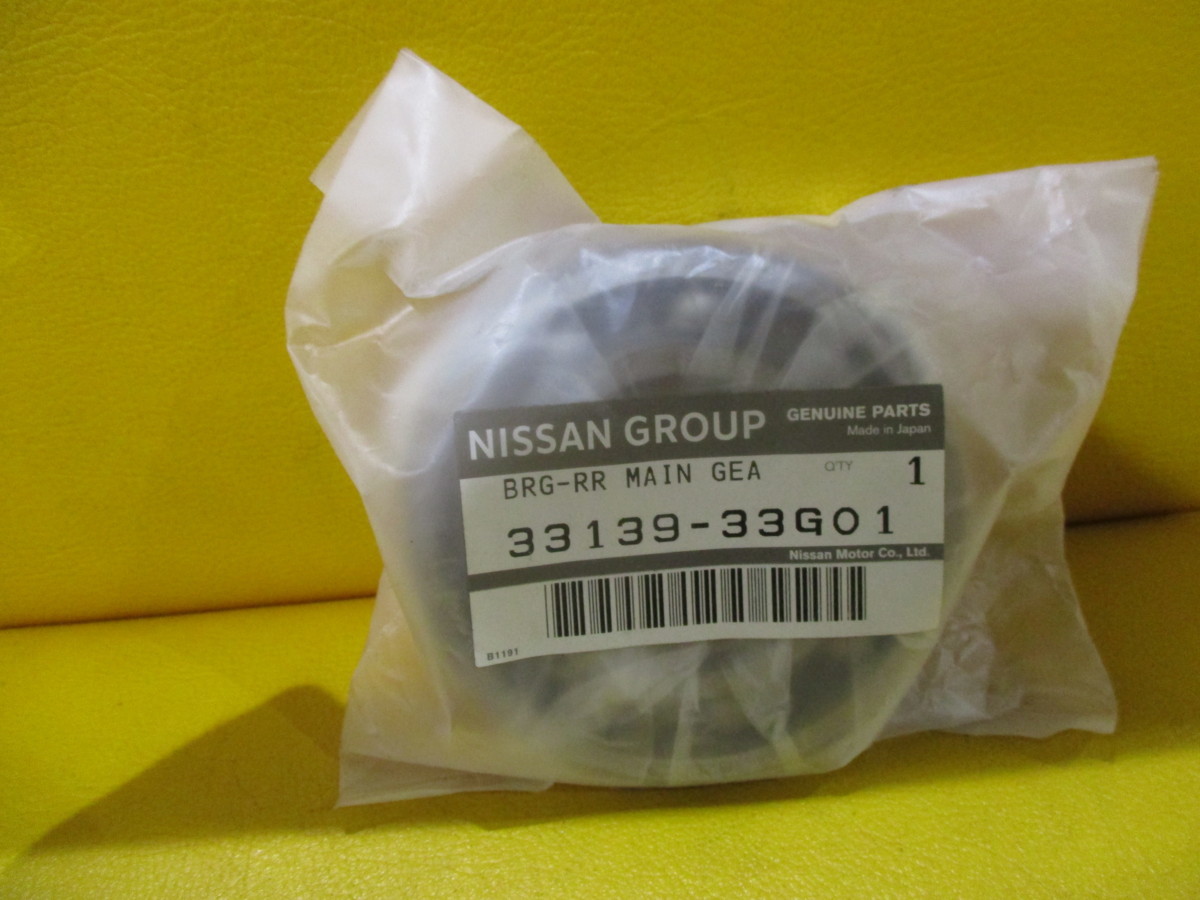 NISSAN GROUP GENUINE PARTS
Made in Japan
BRG-RR MAIN GEA Q'TY 1
33139-33G01
Nissan Motor Co., Ltd.
B1191